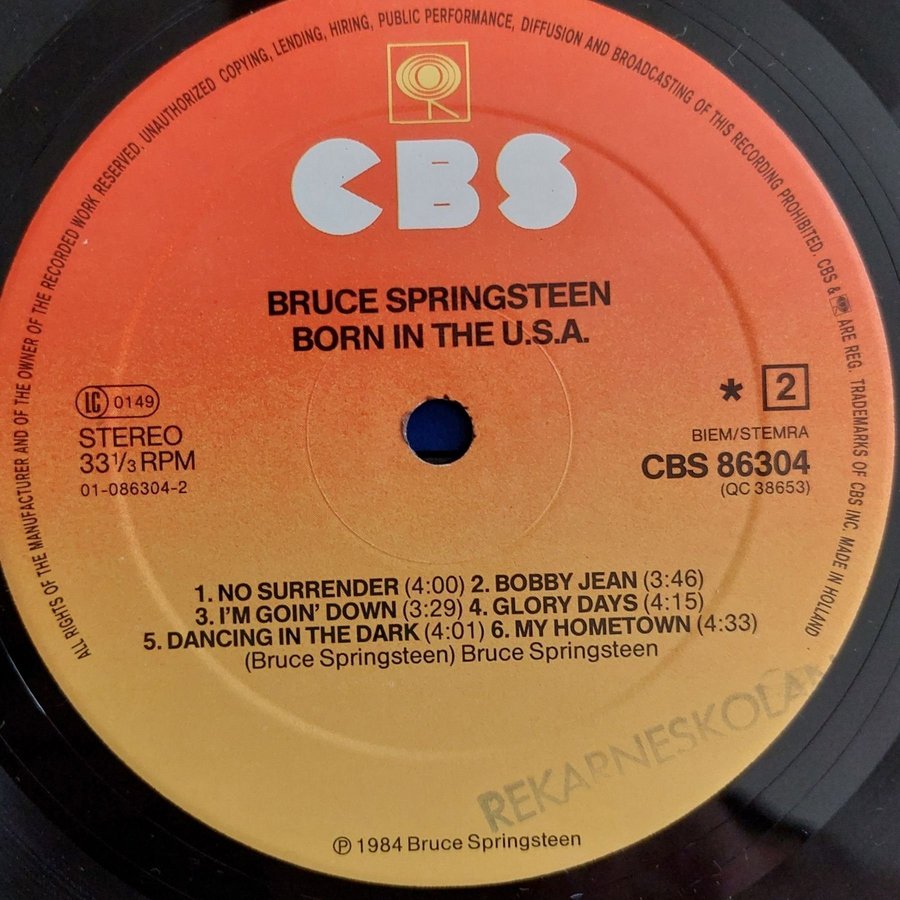 ALL RIGHTS OF THE MANUFACTURER AND OF THE OWNER OF THE RECORDED WORK RESERVED. UNAUTHORIZED COPYING, LENDING, HIRING, PUBLIC PERFORMANCE, DIFFUSION AND BROADCASTING OF THIS RECORDING PROHIBITED. CBS & ARE REG. TRADEMARKS OF CBS INC. MADE IN HOLLAND
CBS
BRUCE SPRINGSTEEN
BORN IN THE U.S.A.
LC 0149
STEREO
33 1/3 RPM
01-086304-2
* 2
BIEM/STEMRA
CBS 86304
(QC 38653)
1. NO SURRENDER (4:00) 2. BOBBY JEAN (3:46)
3. I'M GOIN' DOWN (3:29) 4. GLORY DAYS (4:15)
5. DANCING IN THE DARK (4:01) 6. MY HOMETOWN (4:33)
(Bruce Springsteen) Bruce Springsteen
REKARNESKOLAN
℗ 1984 Bruce Springsteen